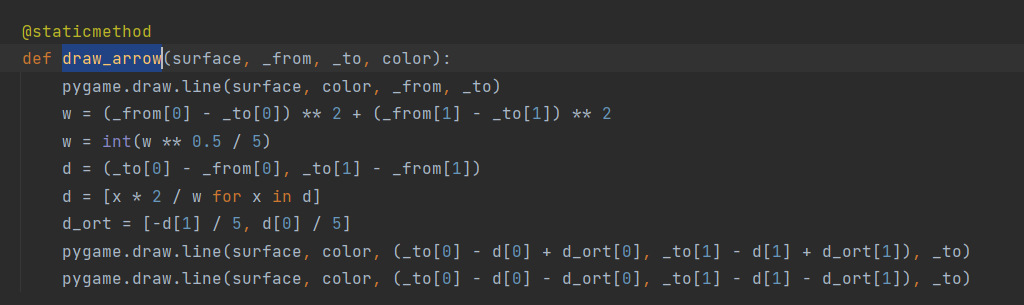 @staticmethod
def draw_arrow(surface, _from, _to, color):
    pygame.draw.line(surface, color, _from, _to)
    w = (_from[0] - _to[0]) ** 2 + (_from[1] - _to[1]) ** 2
    w = int(w ** 0.5 / 5)
    d = (_to[0] - _from[0], _to[1] - _from[1])
    d = [x * 2 / w for x in d]
    d_ort = [-d[1] / 5, d[0] / 5]
    pygame.draw.line(surface, color, (_to[0] - d[0] + d_ort[0], _to[1] - d[1] + d_ort[1]), _to)
    pygame.draw.line(surface, color, (_to[0] - d[0] - d_ort[0], _to[1] - d[1] - d_ort[1]), _to)